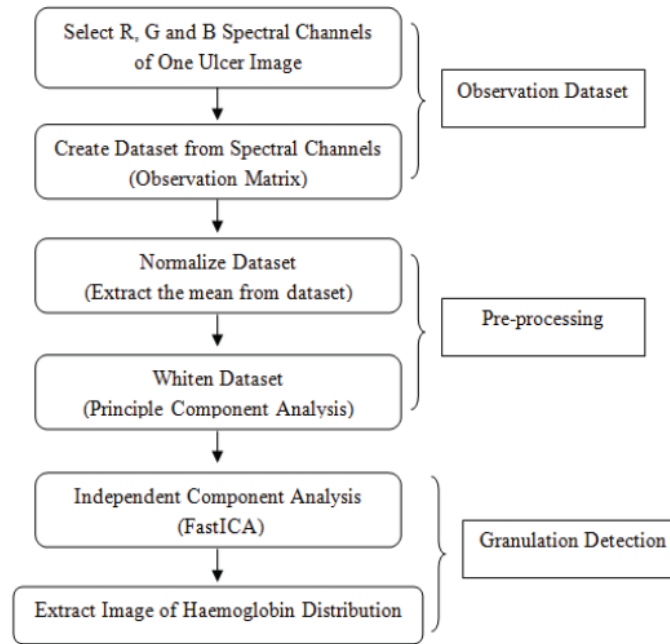 Select R, G and B Spectral Channels
of One Ulcer Image
Observation Dataset
Create Dataset from Spectral Channels
(Observation Matrix)
Normalize Dataset
(Extract the mean from dataset)
Pre-processing
Whiten Dataset
(Principle Component Analysis)
Independent Component Analysis
(FastICA)
Granulation Detection
Extract Image of Haemoglobin Distribution